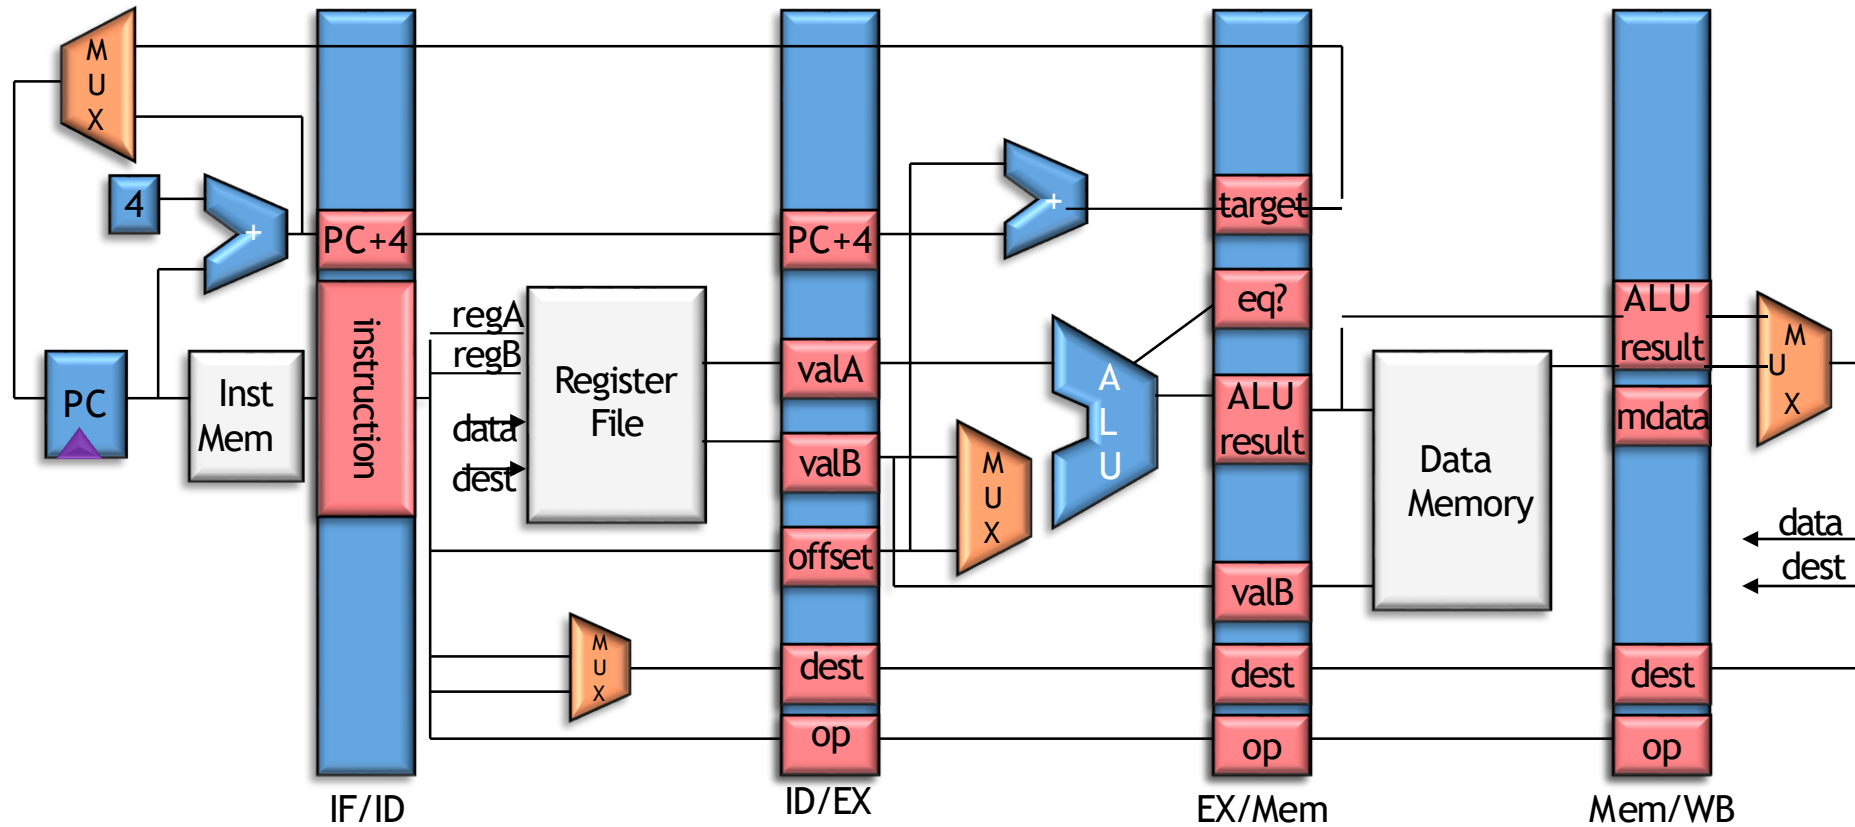 M
U
X
4
+
PC
Inst
Mem
PC+4
instruction
IF/ID
regA
regB
data
dest
Register
File
M
U
X
PC+4
valA
valB
offset
dest
op
ID/EX
+
M
U
X
A
L
U
target
eq?
ALU
result
valB
dest
op
EX/Mem
Data
Memory
ALU
result
mdata
dest
op
Mem/WB
M
U
X
data
dest